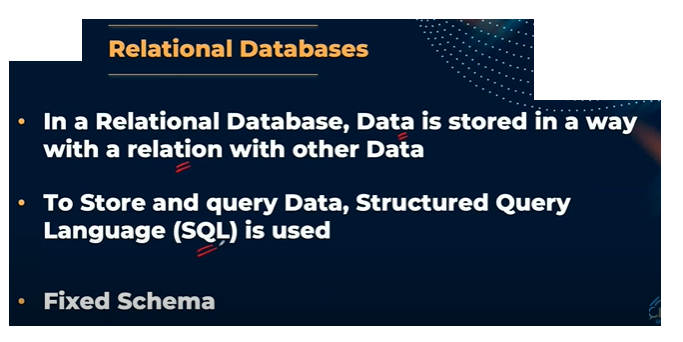 Relational Databases
• In a Relational Database, Data is stored in a way
with a relation with other Data
• To Store and query Data, Structured Query
Language (SQL) is used
• Fixed Schema